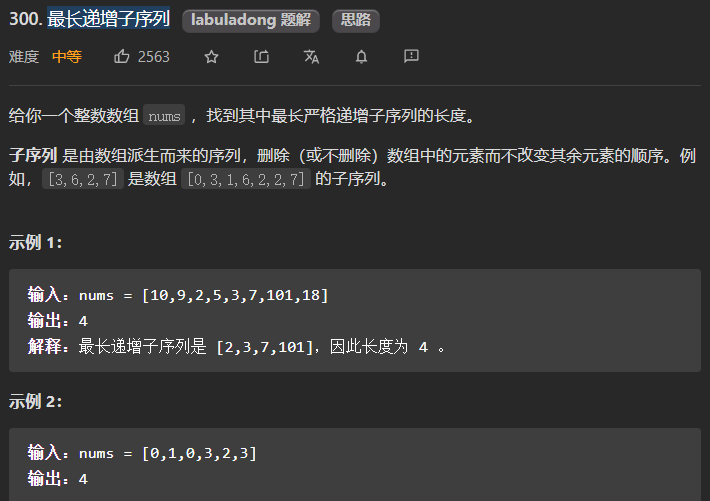 300. 最长递增子序列 labuladong 题解 思路
难度 中等 2563
给你一个整数数组 nums ，找到其中最长严格递增子序列的长度。
子序列 是由数组派生而来的序列，删除（或不删除）数组中的元素而不改变其余元素的顺序。例
如，[3,6,2,7] 是数组 [0,3,1,6,2,2,7] 的子序列。
示例 1：
输入：nums = [10,9,2,5,3,7,101,18]
输出：4
解释：最长递增子序列是 [2,3,7,101]，因此长度为 4 。
示例 2：
输入：nums = [0,1,0,3,2,3]
输出：4